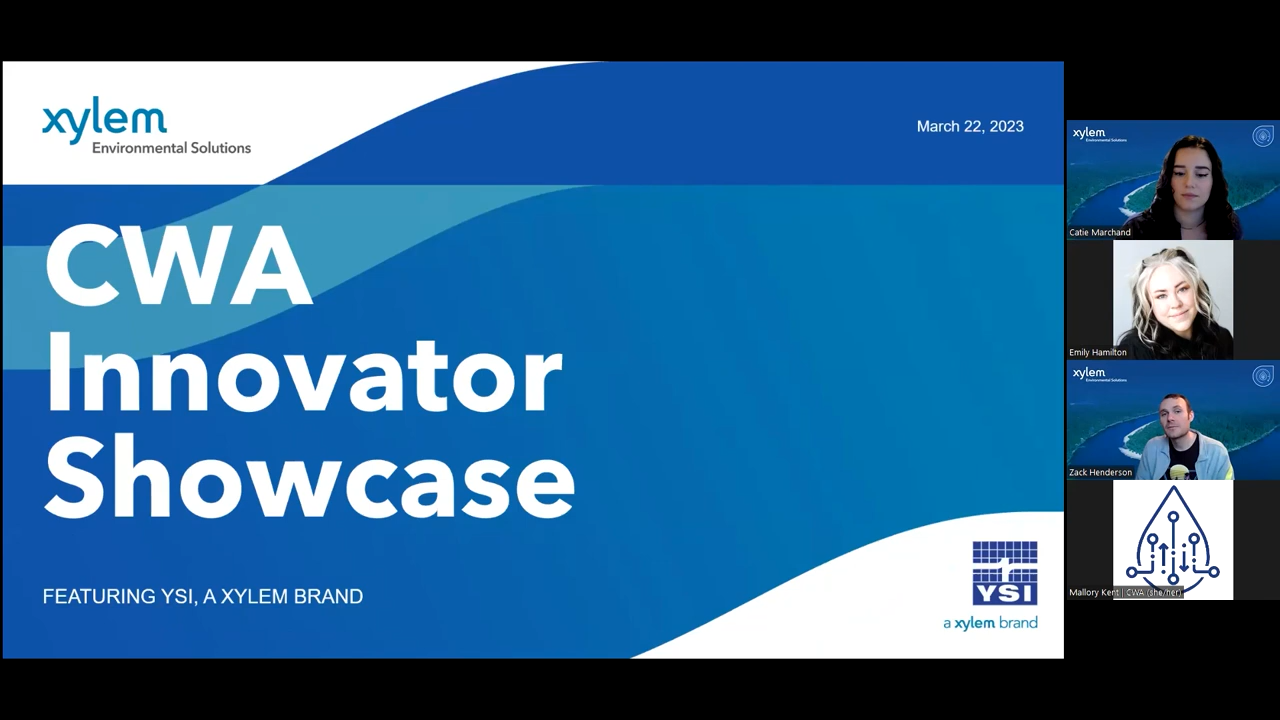 xylem
Environmental Solutions
March 22, 2023
CWA
Innovator
Showcase
FEATURING YSI, A XYLEM BRAND
YSI
a xylem brand
xylem
Environmental Solutions
Catie Marchand
Emily Hamilton
xylem
Environmental Solutions
Zack Henderson
Mallory Kent | CWA (she/her)